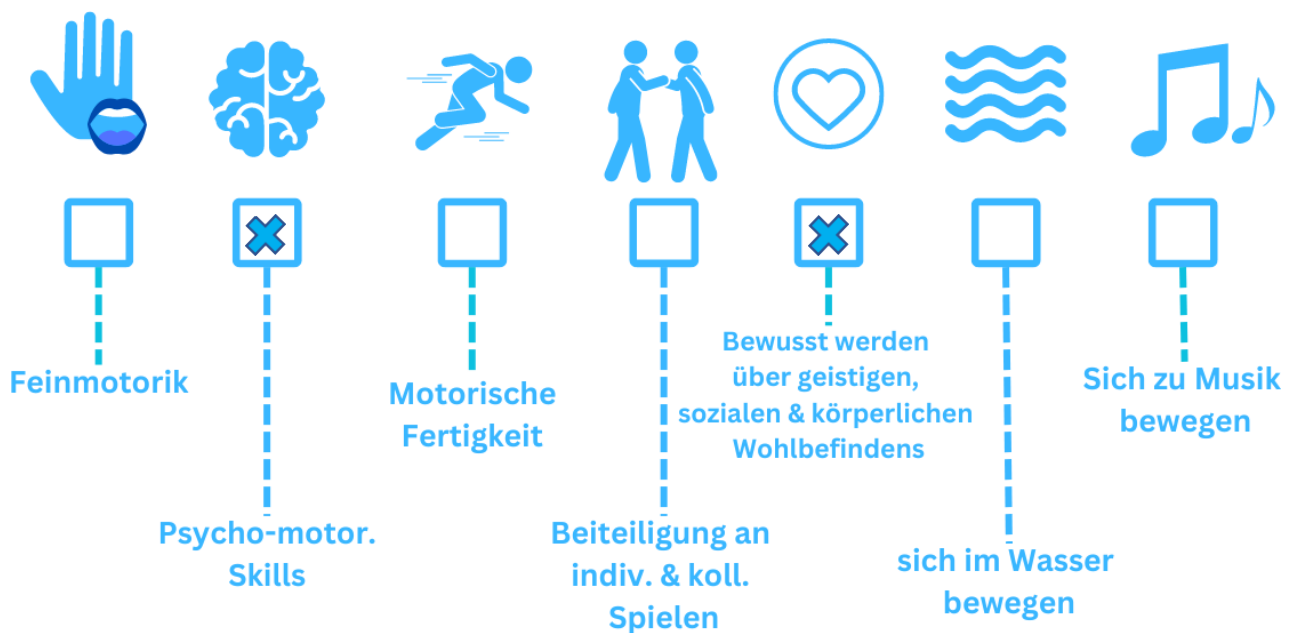 Feinmotorik
Psycho-motor.
Skills
Motorische
Fertigkeit
Beiteiligung an
indiv. & koll.
Spielen
Bewusst werden
über geistigen,
sozialen & körperlichen
Wohlbefindens
sich im Wasser
bewegen
Sich zu Musik
bewegen